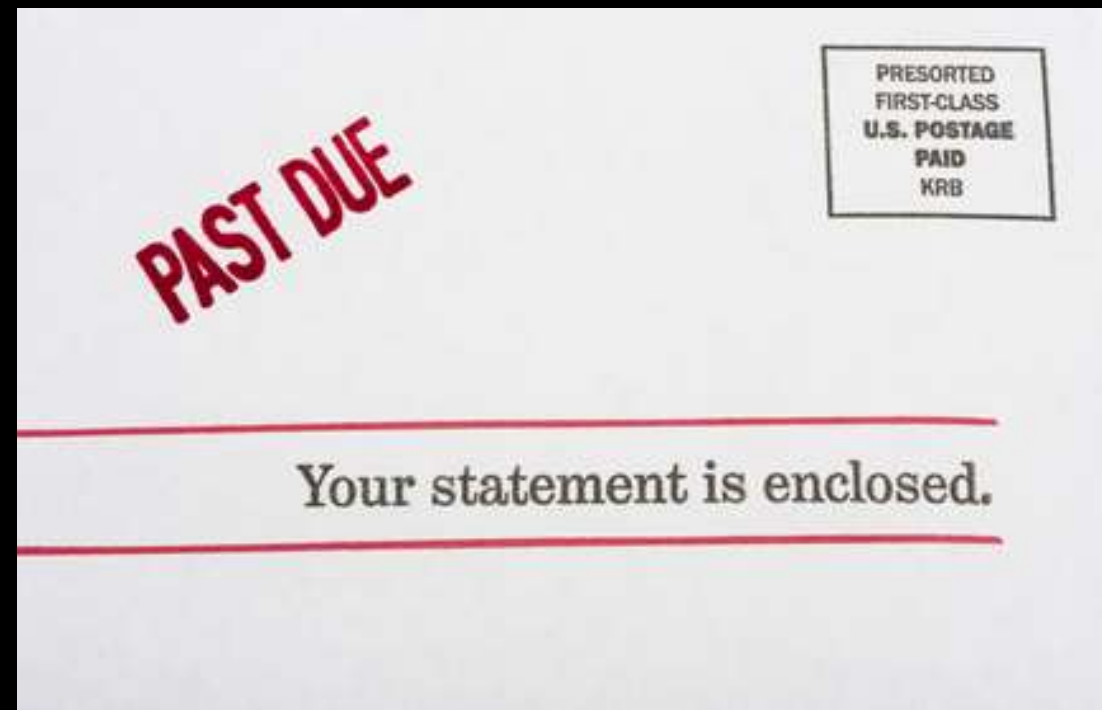 PAST DUE
PRESORTED
FIRST-CLASS
U.S. POSTAGE
PAID
KRB
Your statement is enclosed.